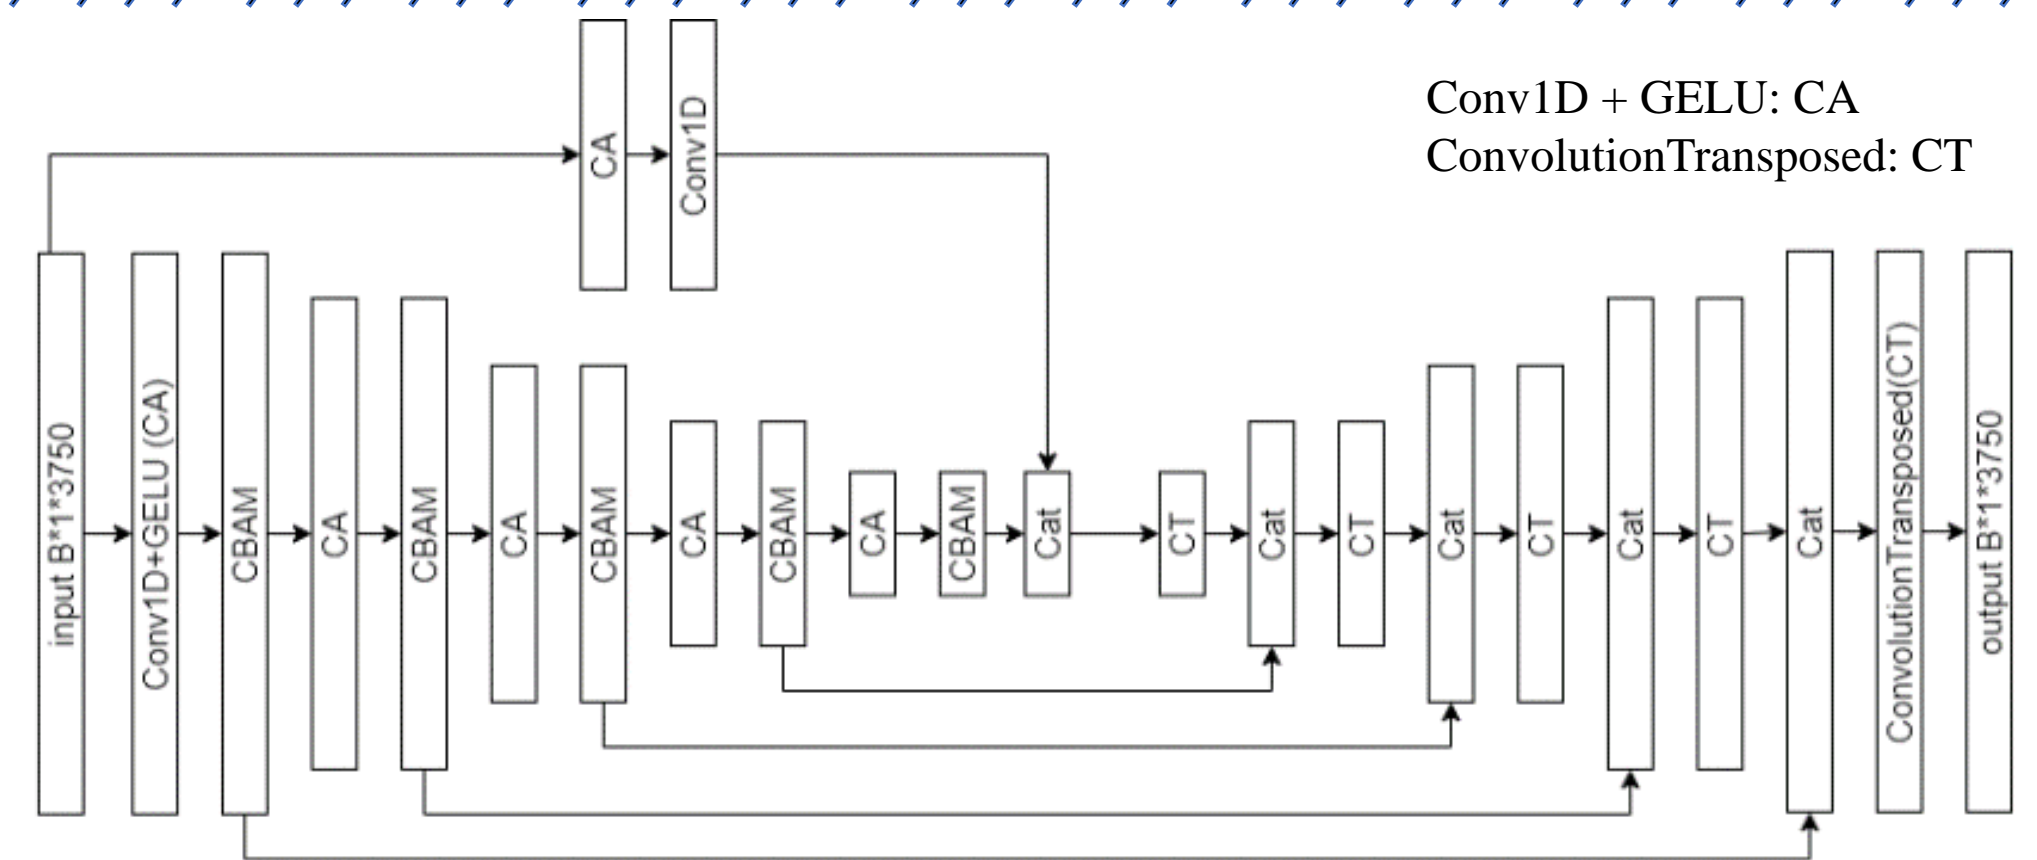 CA
Conv1D
Conv1D + GELU: CA
ConvolutionTransposed: CT
input B*1*3750
Conv1D+GELU (CA)
CBAM
CA
CBAM
CA
CBAM
CA
CBAM
CA
CBAM
Cat
CT
Cat
CT
Cat
CT
Cat
CT
Cat
ConvolutionTransposed(CT)
output B*1*3750